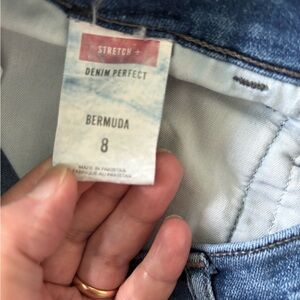 STRETCH +
DENIM PERFECT
BERMUDA
8
MADE IN PAKISTAN
FABRIQUÉ AU PAKISTAN